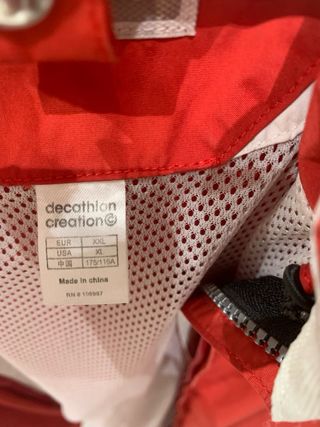 decathlon
creation©
EUR XXL
USA XL
中国 175/116A
Made in china
RN # 106987